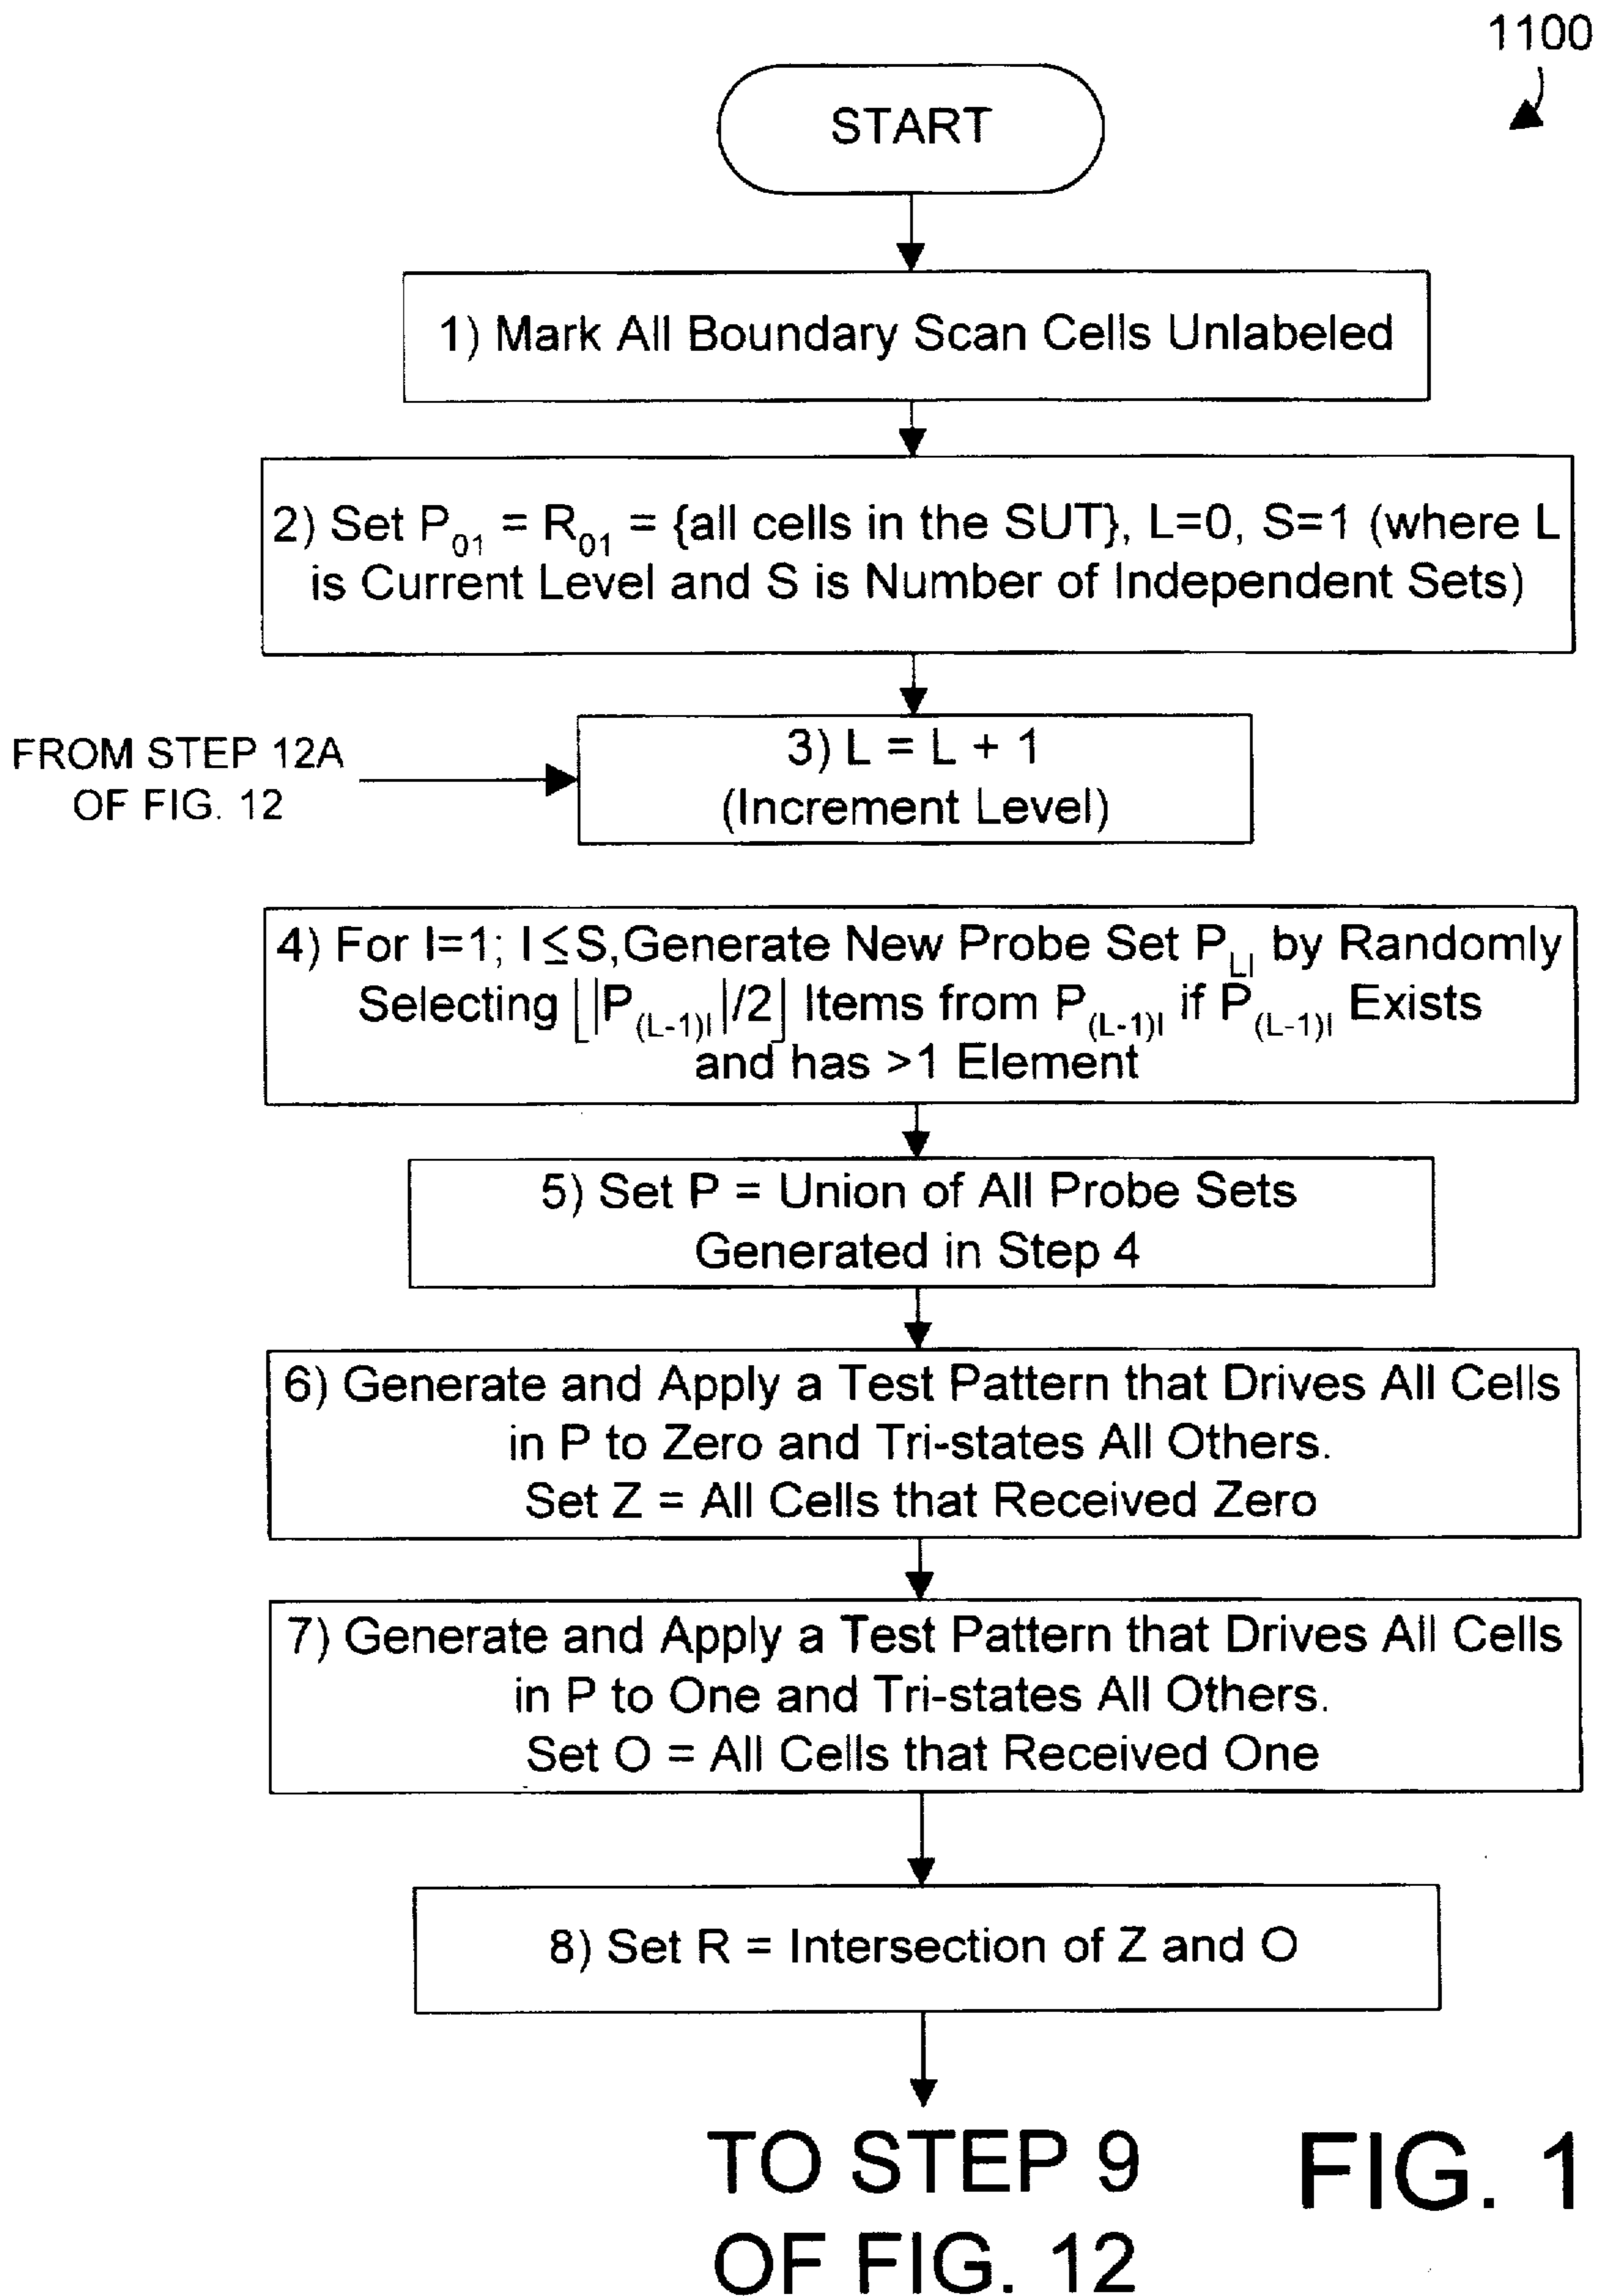 1100
START
1) Mark All Boundary Scan Cells Unlabeled
2) Set P₀₁ = R₀₁ = {all cells in the SUT}, L=0, S=1 (where L
is Current Level and S is Number of Independent Sets)
FROM STEP 12A
OF FIG. 12
3) L = L + 1
(Increment Level)
4) For I=1; I ≤S,Generate New Probe Set P_LI by Randomly
Selecting ⌊|P_(L-1)I|/2⌋ Items from P_(L-1)I if P_(L-1)I Exists
and has >1 Element
5) Set P = Union of All Probe Sets
Generated in Step 4
6) Generate and Apply a Test Pattern that Drives All Cells
in P to Zero and Tri-states All Others.
Set Z = All Cells that Received Zero
7) Generate and Apply a Test Pattern that Drives All Cells
in P to One and Tri-states All Others.
Set O = All Cells that Received One
8) Set R = Intersection of Z and O
TO STEP 9
OF FIG. 12
FIG. 1